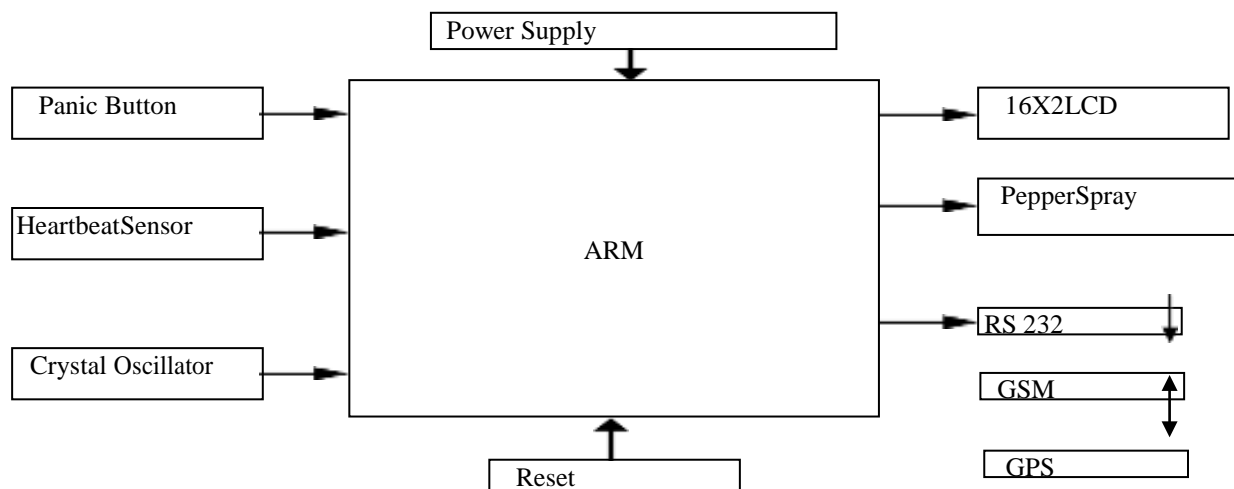 Power Supply
Panic Button
16X2LCD
PepperSpray
HeartbeatSensor
ARM
RS 232
Crystal Oscillator
GSM
GPS
Reset